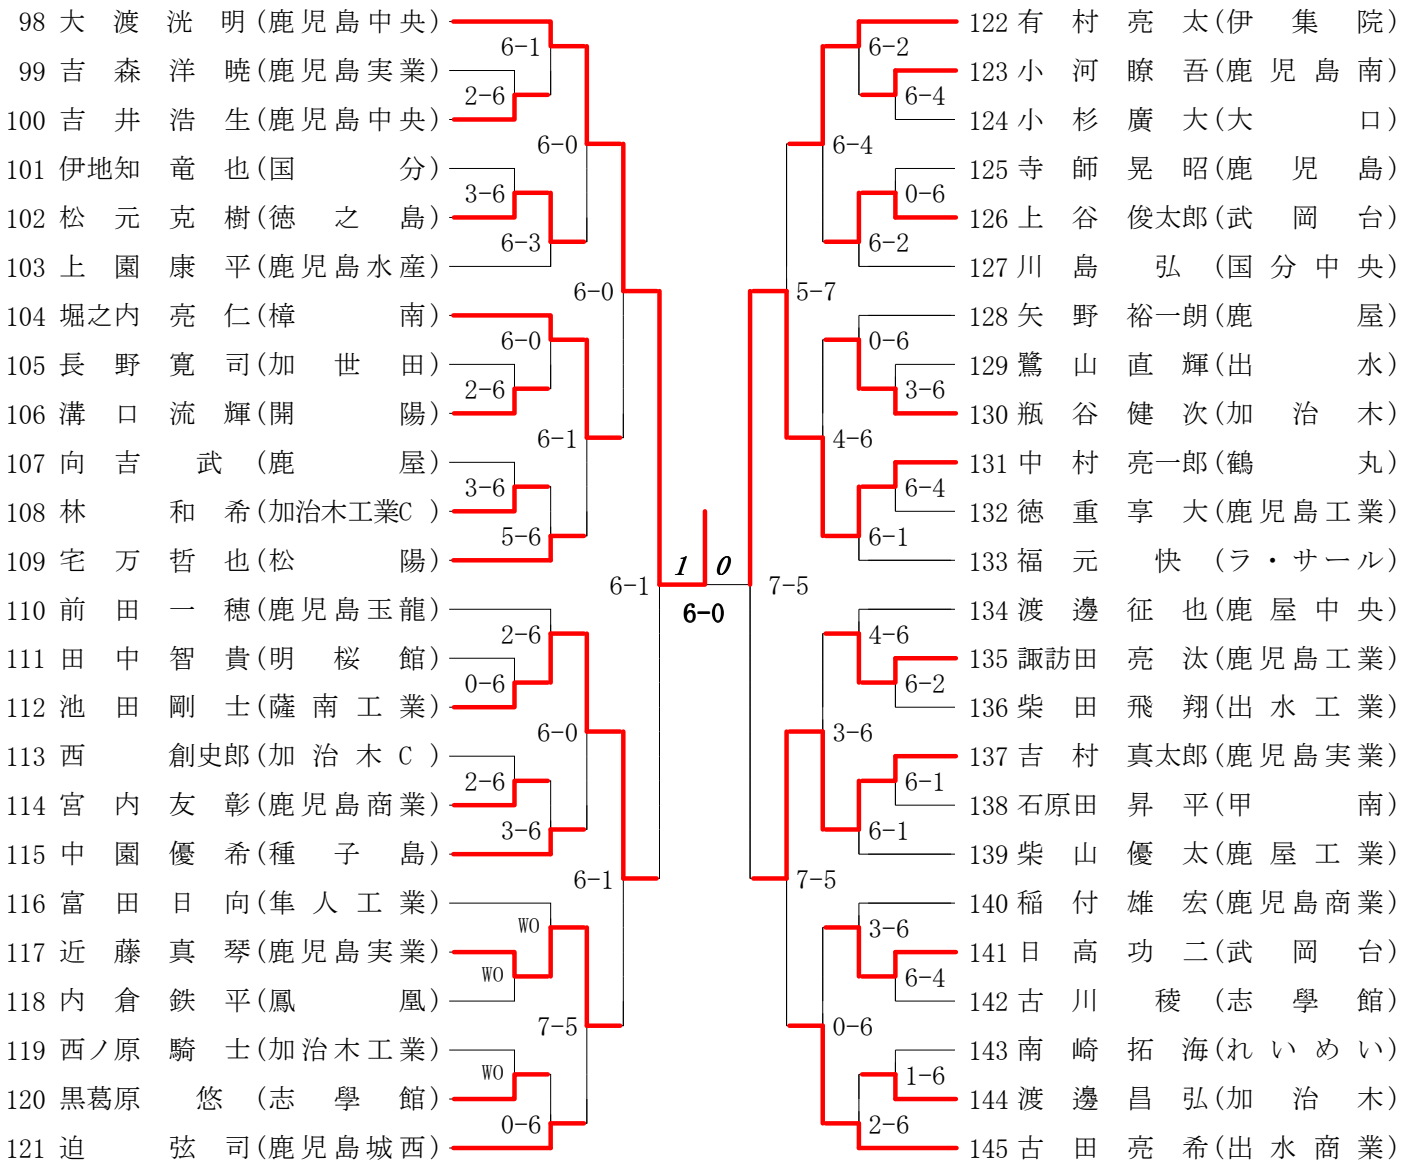 98 大渡 洸明 (鹿児島中央)
6-1
99 吉森 洋暁 (鹿児島実業)
2-6
100 吉井 浩生 (鹿児島中央)
6-0
101 伊地知 竜也 (国分)
3-6
102 松元 克樹 (徳之島)
6-3
103 上園 康平 (鹿児島水産)
6-0
104 堀之内 亮仁 (樟南)
6-0
105 長野 寛司 (加世田)
2-6
106 溝口 流輝 (開陽)
6-1
107 向吉 武 (鹿屋)
3-6
108 林 和希 (加治木工業C)
5-6
109 宅万 哲也 (松陽)
6-1
110 前田 一穂 (鹿児島玉龍)
2-6
111 田中 智貴 (明桜館)
0-6
112 池田 剛士 (薩南工業)
6-0
113 西 創史郎 (加治木C)
2-6
114 宮内 友彰 (鹿児島商業)
3-6
115 中園 優希 (種子島)
6-1
116 富田 日向 (隼人工業)
WO
117 近藤 真琴 (鹿児島実業)
WO
118 内倉 鉄平 (鳳凰)
7-5
119 西ノ原 騎士 (加治木工業)
WO
120 黒葛原 悠 (志學館)
0-6
121 迫 弦司 (鹿児島城西)
1 0
6-0
122 有村 亮太 (伊集院)
6-2
123 小河 瞭吾 (鹿児島南)
6-4
124 小杉 廣大 (大口)
6-4
125 寺師 晃昭 (鹿児島)
0-6
126 上谷 俊太郎 (武岡台)
6-2
127 川島 弘 (国分中央)
5-7
128 矢野 裕一朗 (鹿屋)
0-6
129 鷺山 直輝 (出水)
3-6
130 瓶谷 健次 (加治木)
4-6
131 中村 亮一郎 (鶴丸)
6-4
132 徳重 享大 (鹿児島工業)
6-1
133 福元 快 (ラ・サール)
7-5
134 渡邊 征也 (鹿屋中央)
4-6
135 諏訪田 亮汰 (鹿児島工業)
6-2
136 柴田 飛翔 (出水工業)
3-6
137 吉村 真太郎 (鹿児島実業)
6-1
138 石原田 昇平 (甲南)
6-1
139 柴山 優太 (鹿屋工業)
7-5
140 稲付 雄宏 (鹿児島商業)
3-6
141 日高 功二 (武岡台)
6-4
142 古川 稜 (志學館)
0-6
143 南崎 拓海 (れいめい)
1-6
144 渡邊 昌弘 (加治木)
2-6
145 古田 亮希 (出水商業)